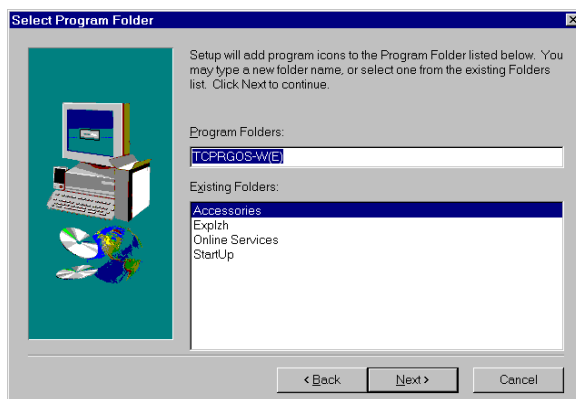 Select Program Folder
Setup will add program icons to the Program Folder listed below. You
may type a new folder name, or select one from the existing Folders
list. Click Next to continue.
Program Folders:
TCPRGOS-W(E)
Existing Folders:
Accessories
Explzh
Online Services
StartUp
< Back
Next >
Cancel